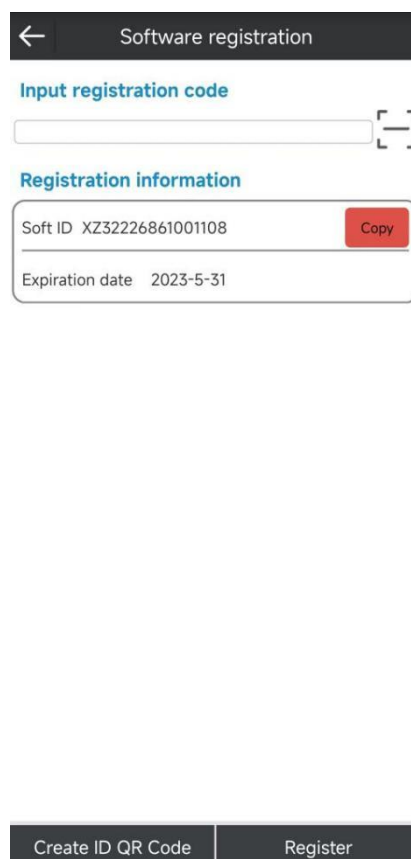 Software registration
Input registration code
Registration information
Soft ID XZ32226861001108 Copy
Expiration date 2023-5-31
Create ID QR Code Register